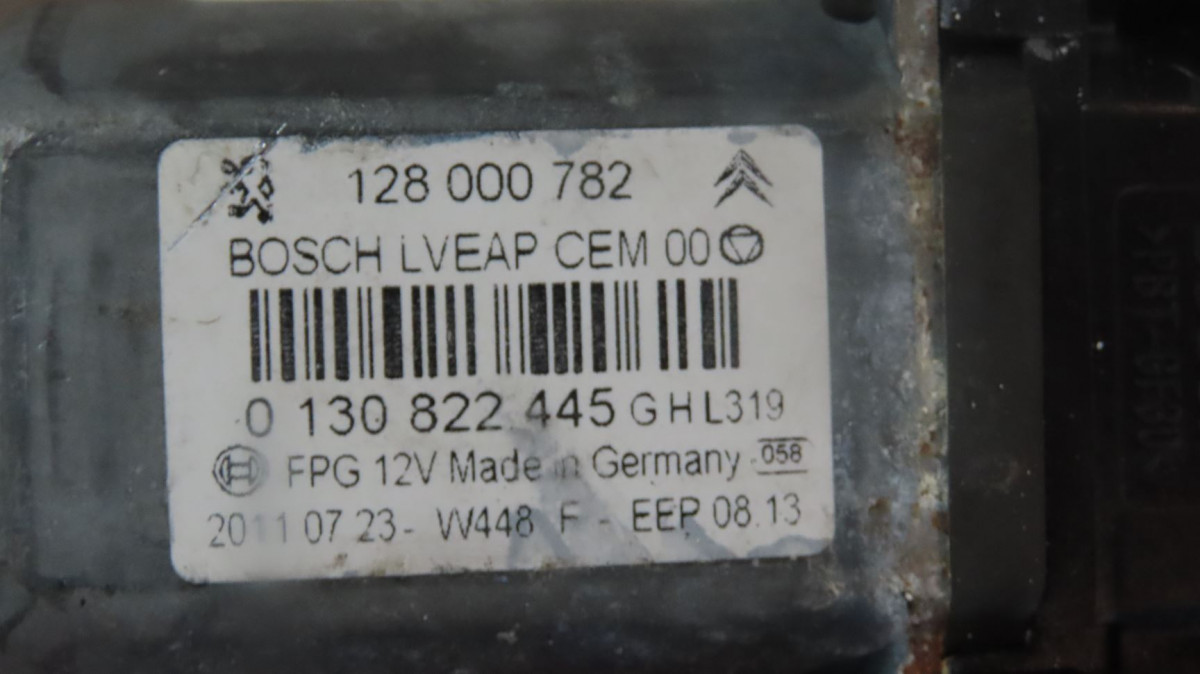 128 000 782
BOSCH LVEAP CEM 00
0 130 822 445 G H L319
FPG 12V Made in Germany 058
2011 07 23- W448 F - EEP 08.13